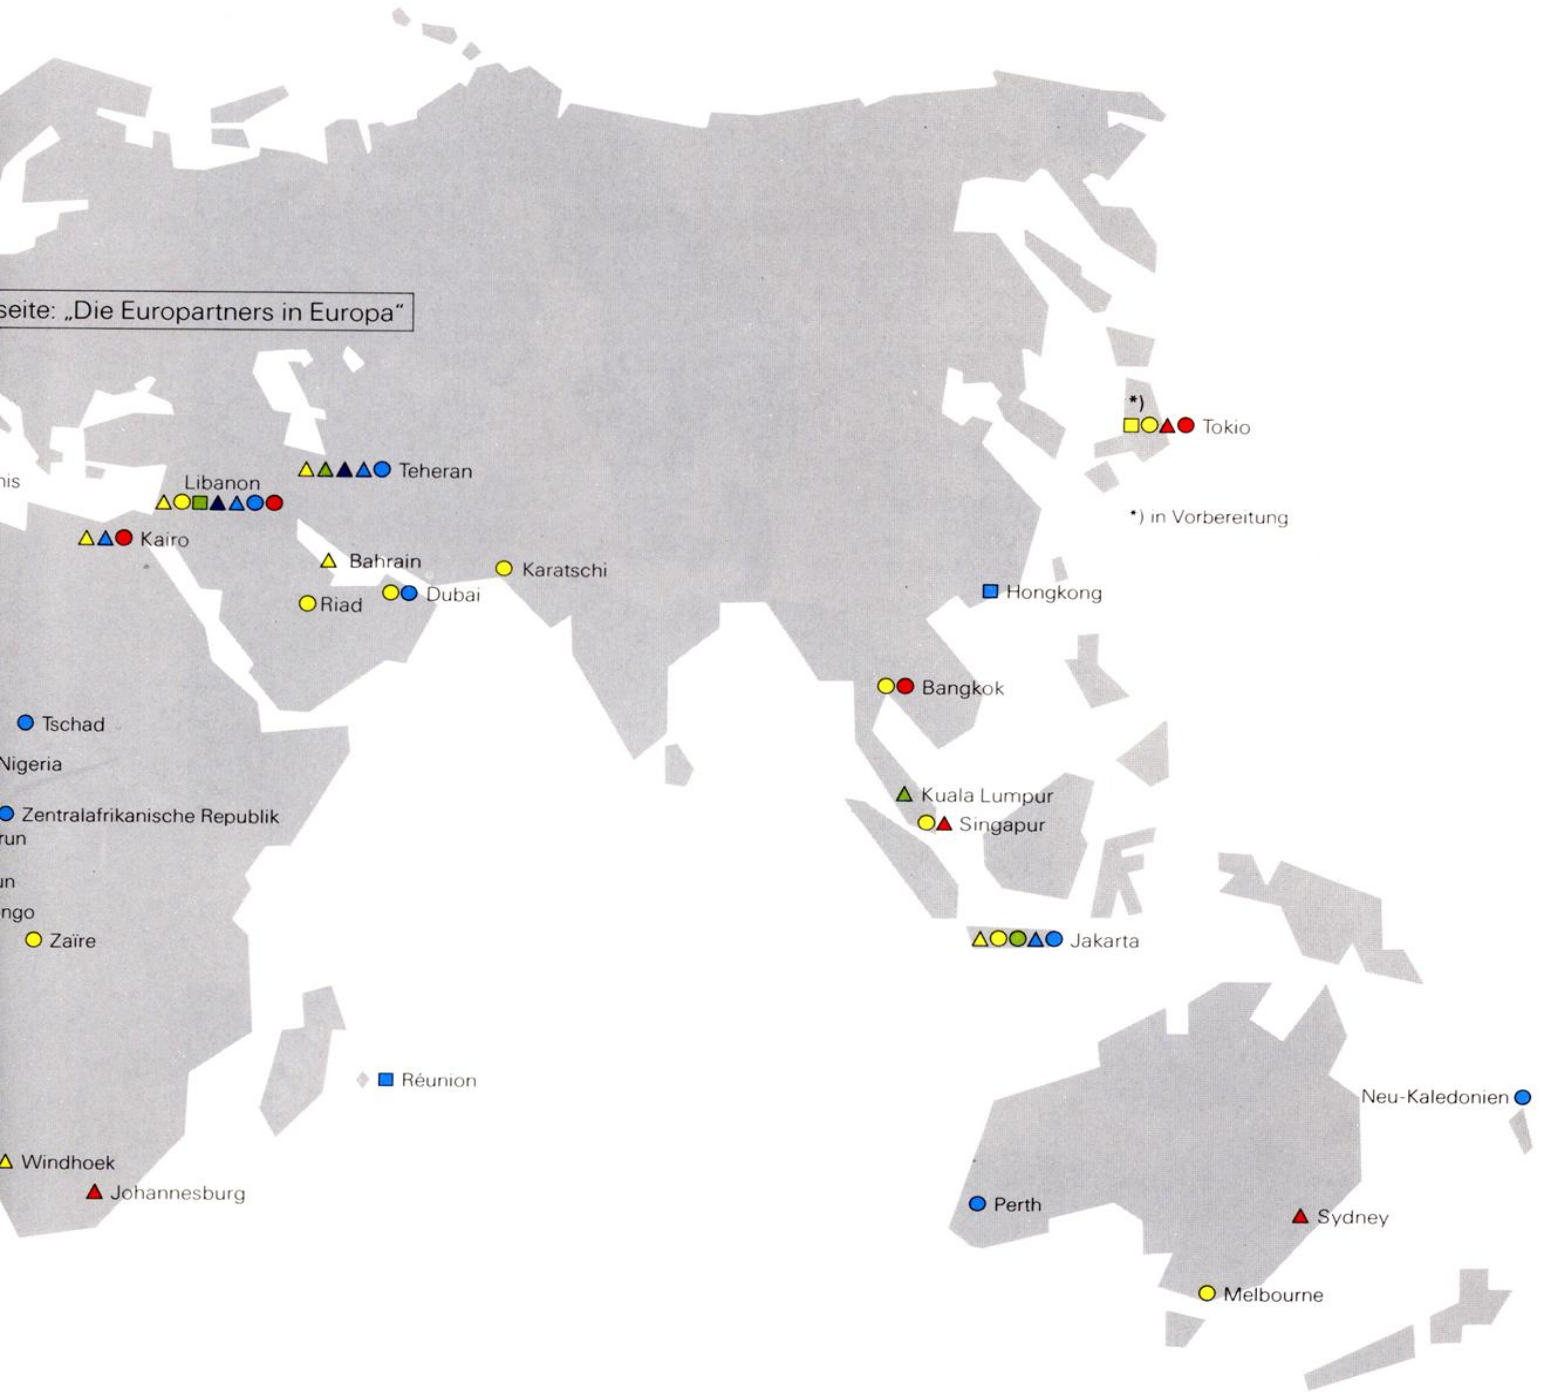 seite: „Die Europartners in Europa“
*)
Tokio
nis
Teheran
Libanon
Kairo
*) in Vorbereitung
Bahrain
Karatschi
Riad
Dubai
Hongkong
Bangkok
Tschad
Nigeria
Kuala Lumpur
Zentralafrikanische Republik
Singapur
run
un
ngo
Zaïre
Jakarta
Réunion
Neu-Kaledonien
Windhoek
Johannesburg
Perth
Sydney
Melbourne